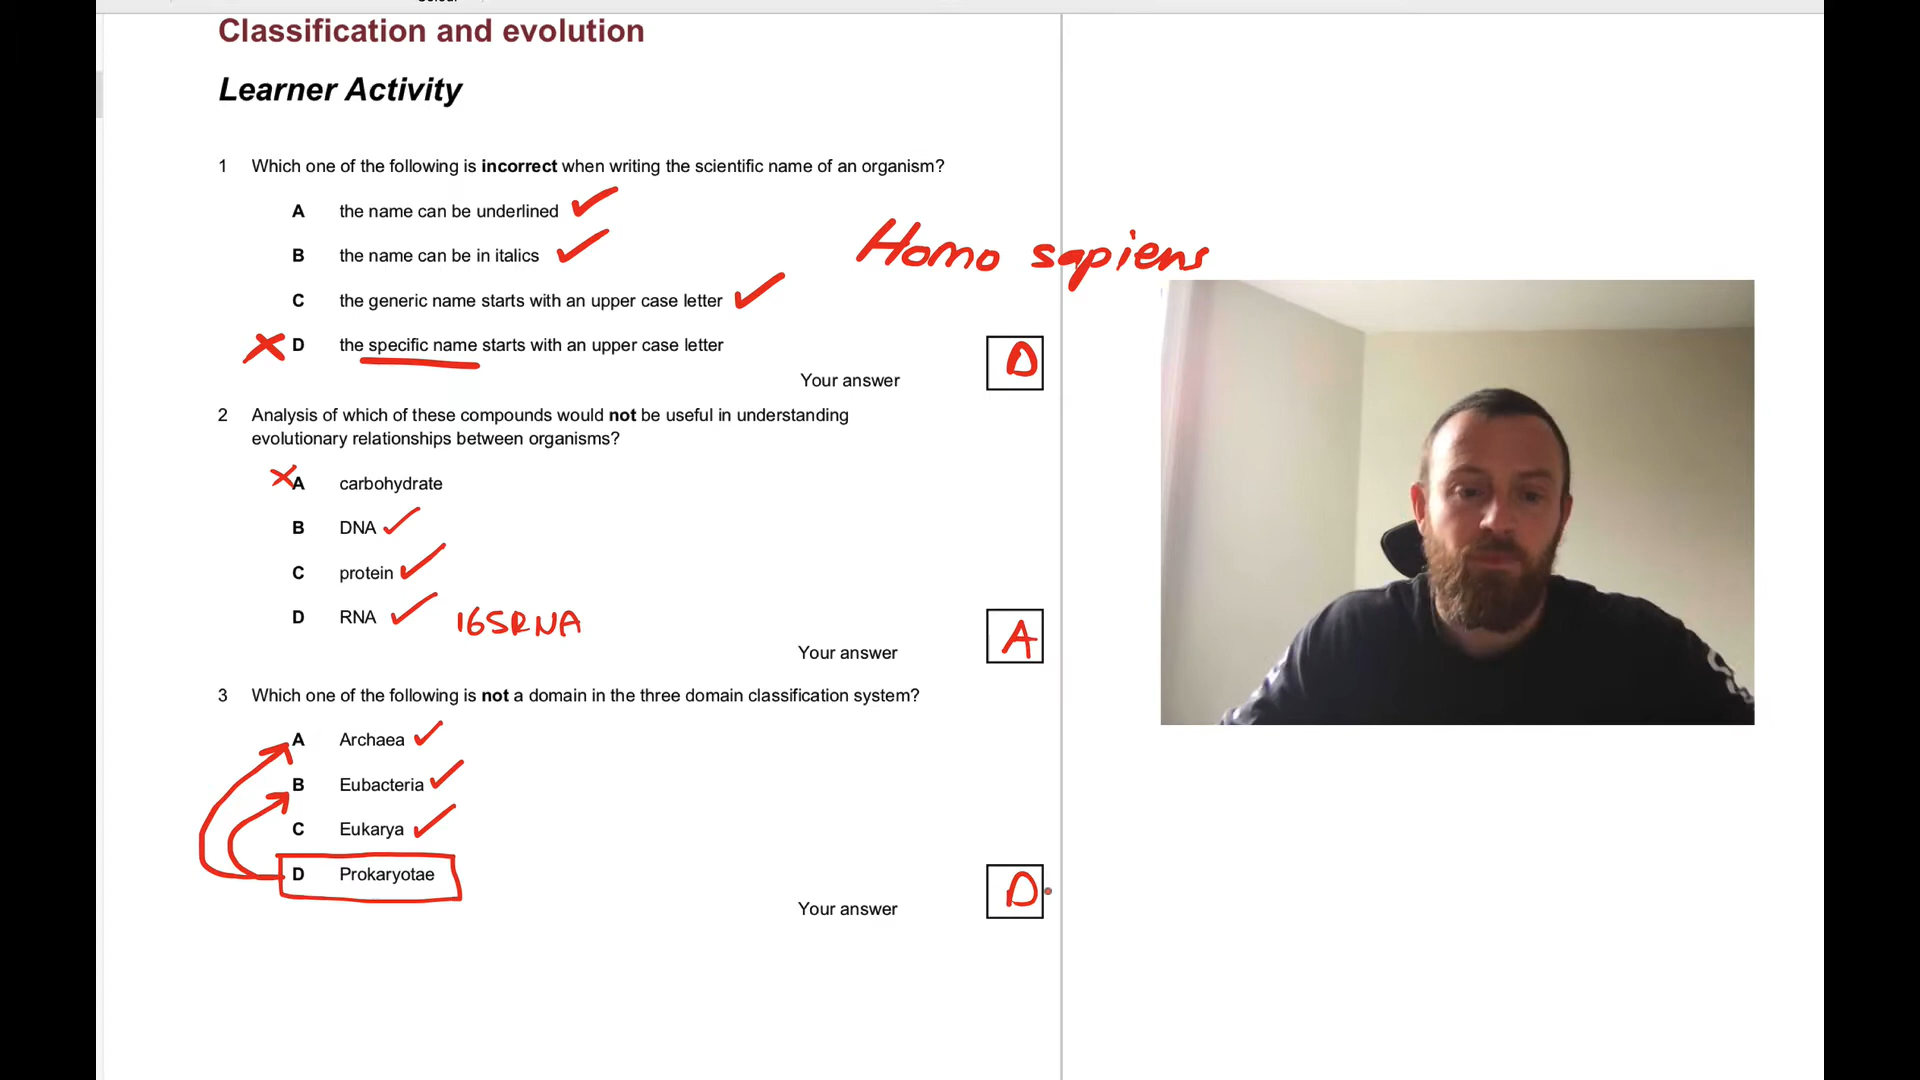 Classification and evolution
Learner Activity
1 Which one of the following is incorrect when writing the scientific name of an organism?
A the name can be underlined
B the name can be in italics
Homo sapiens
C the generic name starts with an upper case letter
D the specific name starts with an upper case letter
Your answer D
2 Analysis of which of these compounds would not be useful in understanding
evolutionary relationships between organisms?
A carbohydrate
B DNA
C protein
D RNA 16SRNA
Your answer A
3 Which one of the following is not a domain in the three domain classification system?
A Archaea
B Eubacteria
C Eukarya
D Prokaryotae
Your answer D